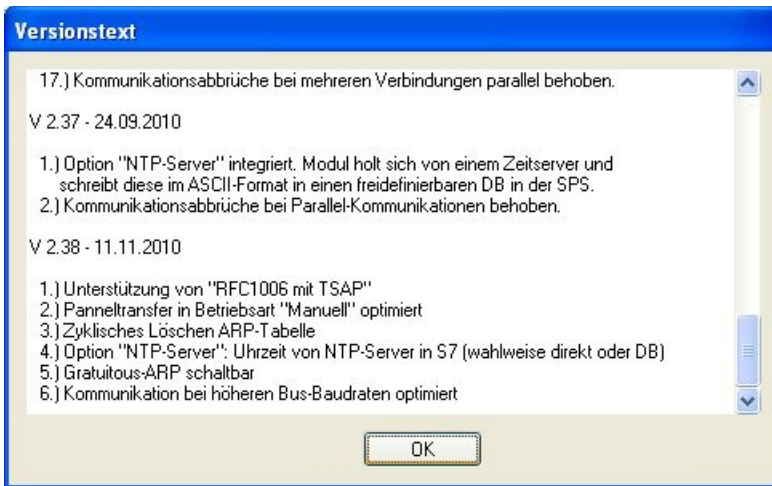 Versionstext
17.) Kommunikationsabbrüche bei mehreren Verbindungen parallel behoben.
V 2.37 - 24.09.2010
1.) Option "NTP-Server" integriert. Modul holt sich von einem Zeitserver und
schreibt diese im ASCII-Format in einen freidefinierbaren DB in der SPS.
2.) Kommunikationsabbrüche bei Parallel-Kommunikationen behoben.
V 2.38 - 11.11.2010
1.) Unterstützung von "RFC1006 mit TSAP"
2.) Panneltransfer in Betriebsart "Manuell" optimiert
3.) Zyklisches Löschen ARP-Tabelle
4.) Option "NTP-Server": Uhrzeit von NTP-Server in S7 (wahlweise direkt oder DB)
5.) Gratuitous-ARP schaltbar
6.) Kommunikation bei höheren Bus-Baudraten optimiert
OK